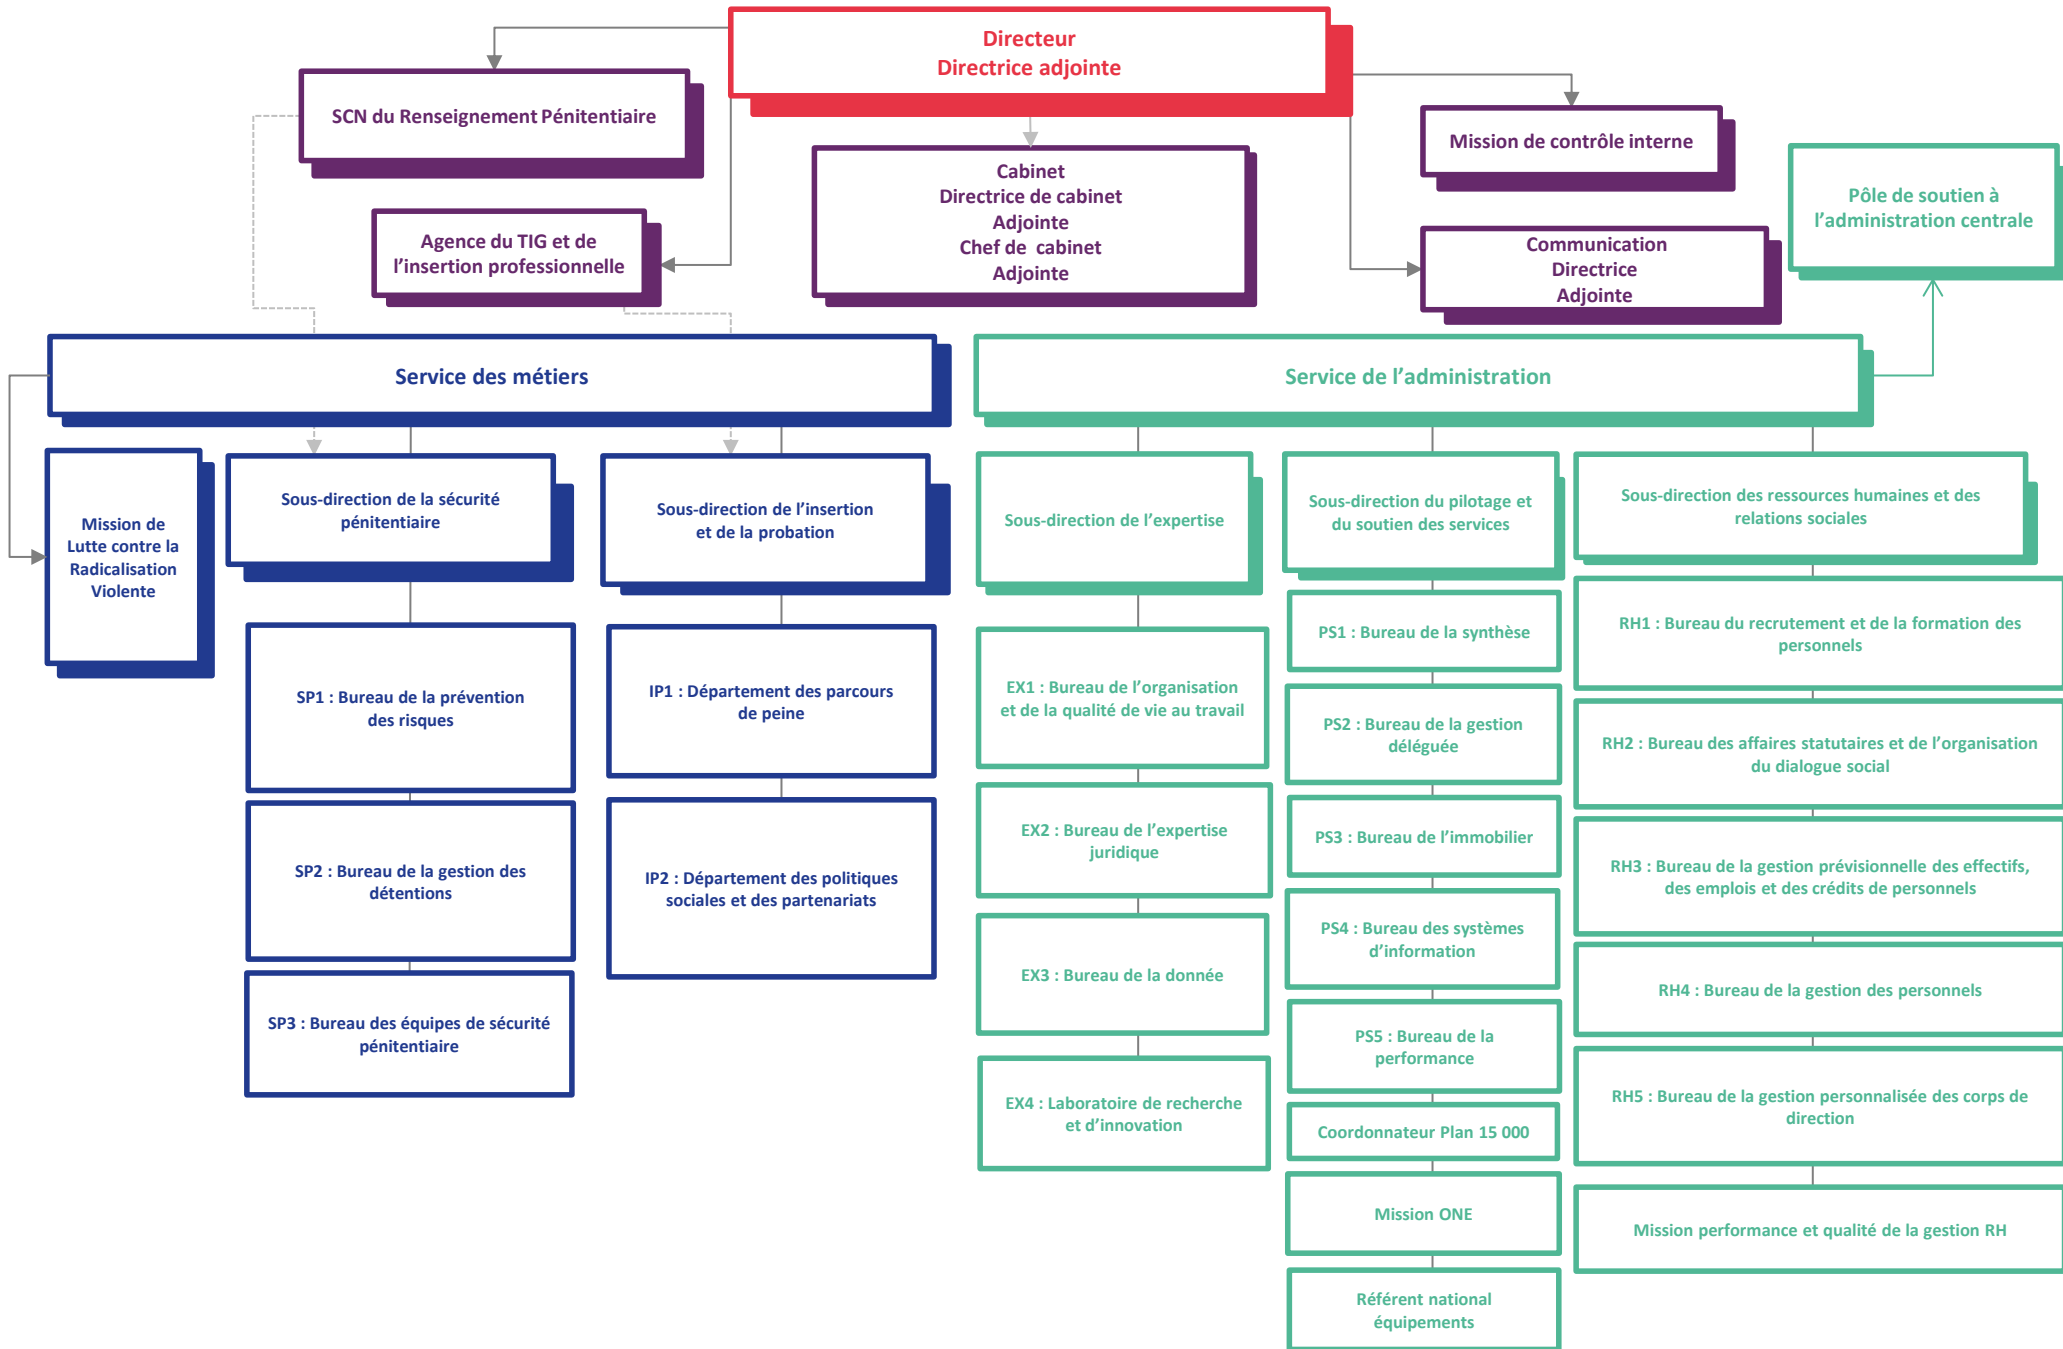 Directeur
Directrice adjointe
SCN du Renseignement Pénitentiaire
Mission de contrôle interne
Cabinet
Directrice de cabinet
Adjointe
Chef de cabinet
Adjointe
Pôle de soutien à
l’administration centrale
Agence du TIG et de
l’insertion professionnelle
Communication
Directrice
Adjointe
Service des métiers
Service de l’administration
Mission de
Lutte contre la
Radicalisation
Violente
Sous-direction de la sécurité
pénitentiaire
Sous-direction de l’insertion
et de la probation
Sous-direction de l’expertise
Sous-direction du pilotage et
du soutien des services
Sous-direction des ressources humaines et des
relations sociales
SP1 : Bureau de la prévention
des risques
SP2 : Bureau de la gestion des
détentions
SP3 : Bureau des équipes de sécurité
pénitentiaire
IP1 : Département des parcours
de peine
IP2 : Département des politiques
sociales et des partenariats
EX1 : Bureau de l’organisation
et de la qualité de vie au travail
EX2 : Bureau de l’expertise
juridique
EX3 : Bureau de la donnée
EX4 : Laboratoire de recherche
et d’innovation
PS1 : Bureau de la synthèse
PS2 : Bureau de la gestion
déléguée
PS3 : Bureau de l’immobilier
PS4 : Bureau des systèmes
d’information
PS5 : Bureau de la
performance
Coordonnateur Plan 15 000
Mission ONE
Référent national
équipements
RH1 : Bureau du recrutement et de la formation des
personnels
RH2 : Bureau des affaires statutaires et de l’organisation
du dialogue social
RH3 : Bureau de la gestion prévisionnelle des effectifs,
des emplois et des crédits de personnels
RH4 : Bureau de la gestion des personnels
RH5 : Bureau de la gestion personnalisée des corps de
direction
Mission performance et qualité de la gestion RH